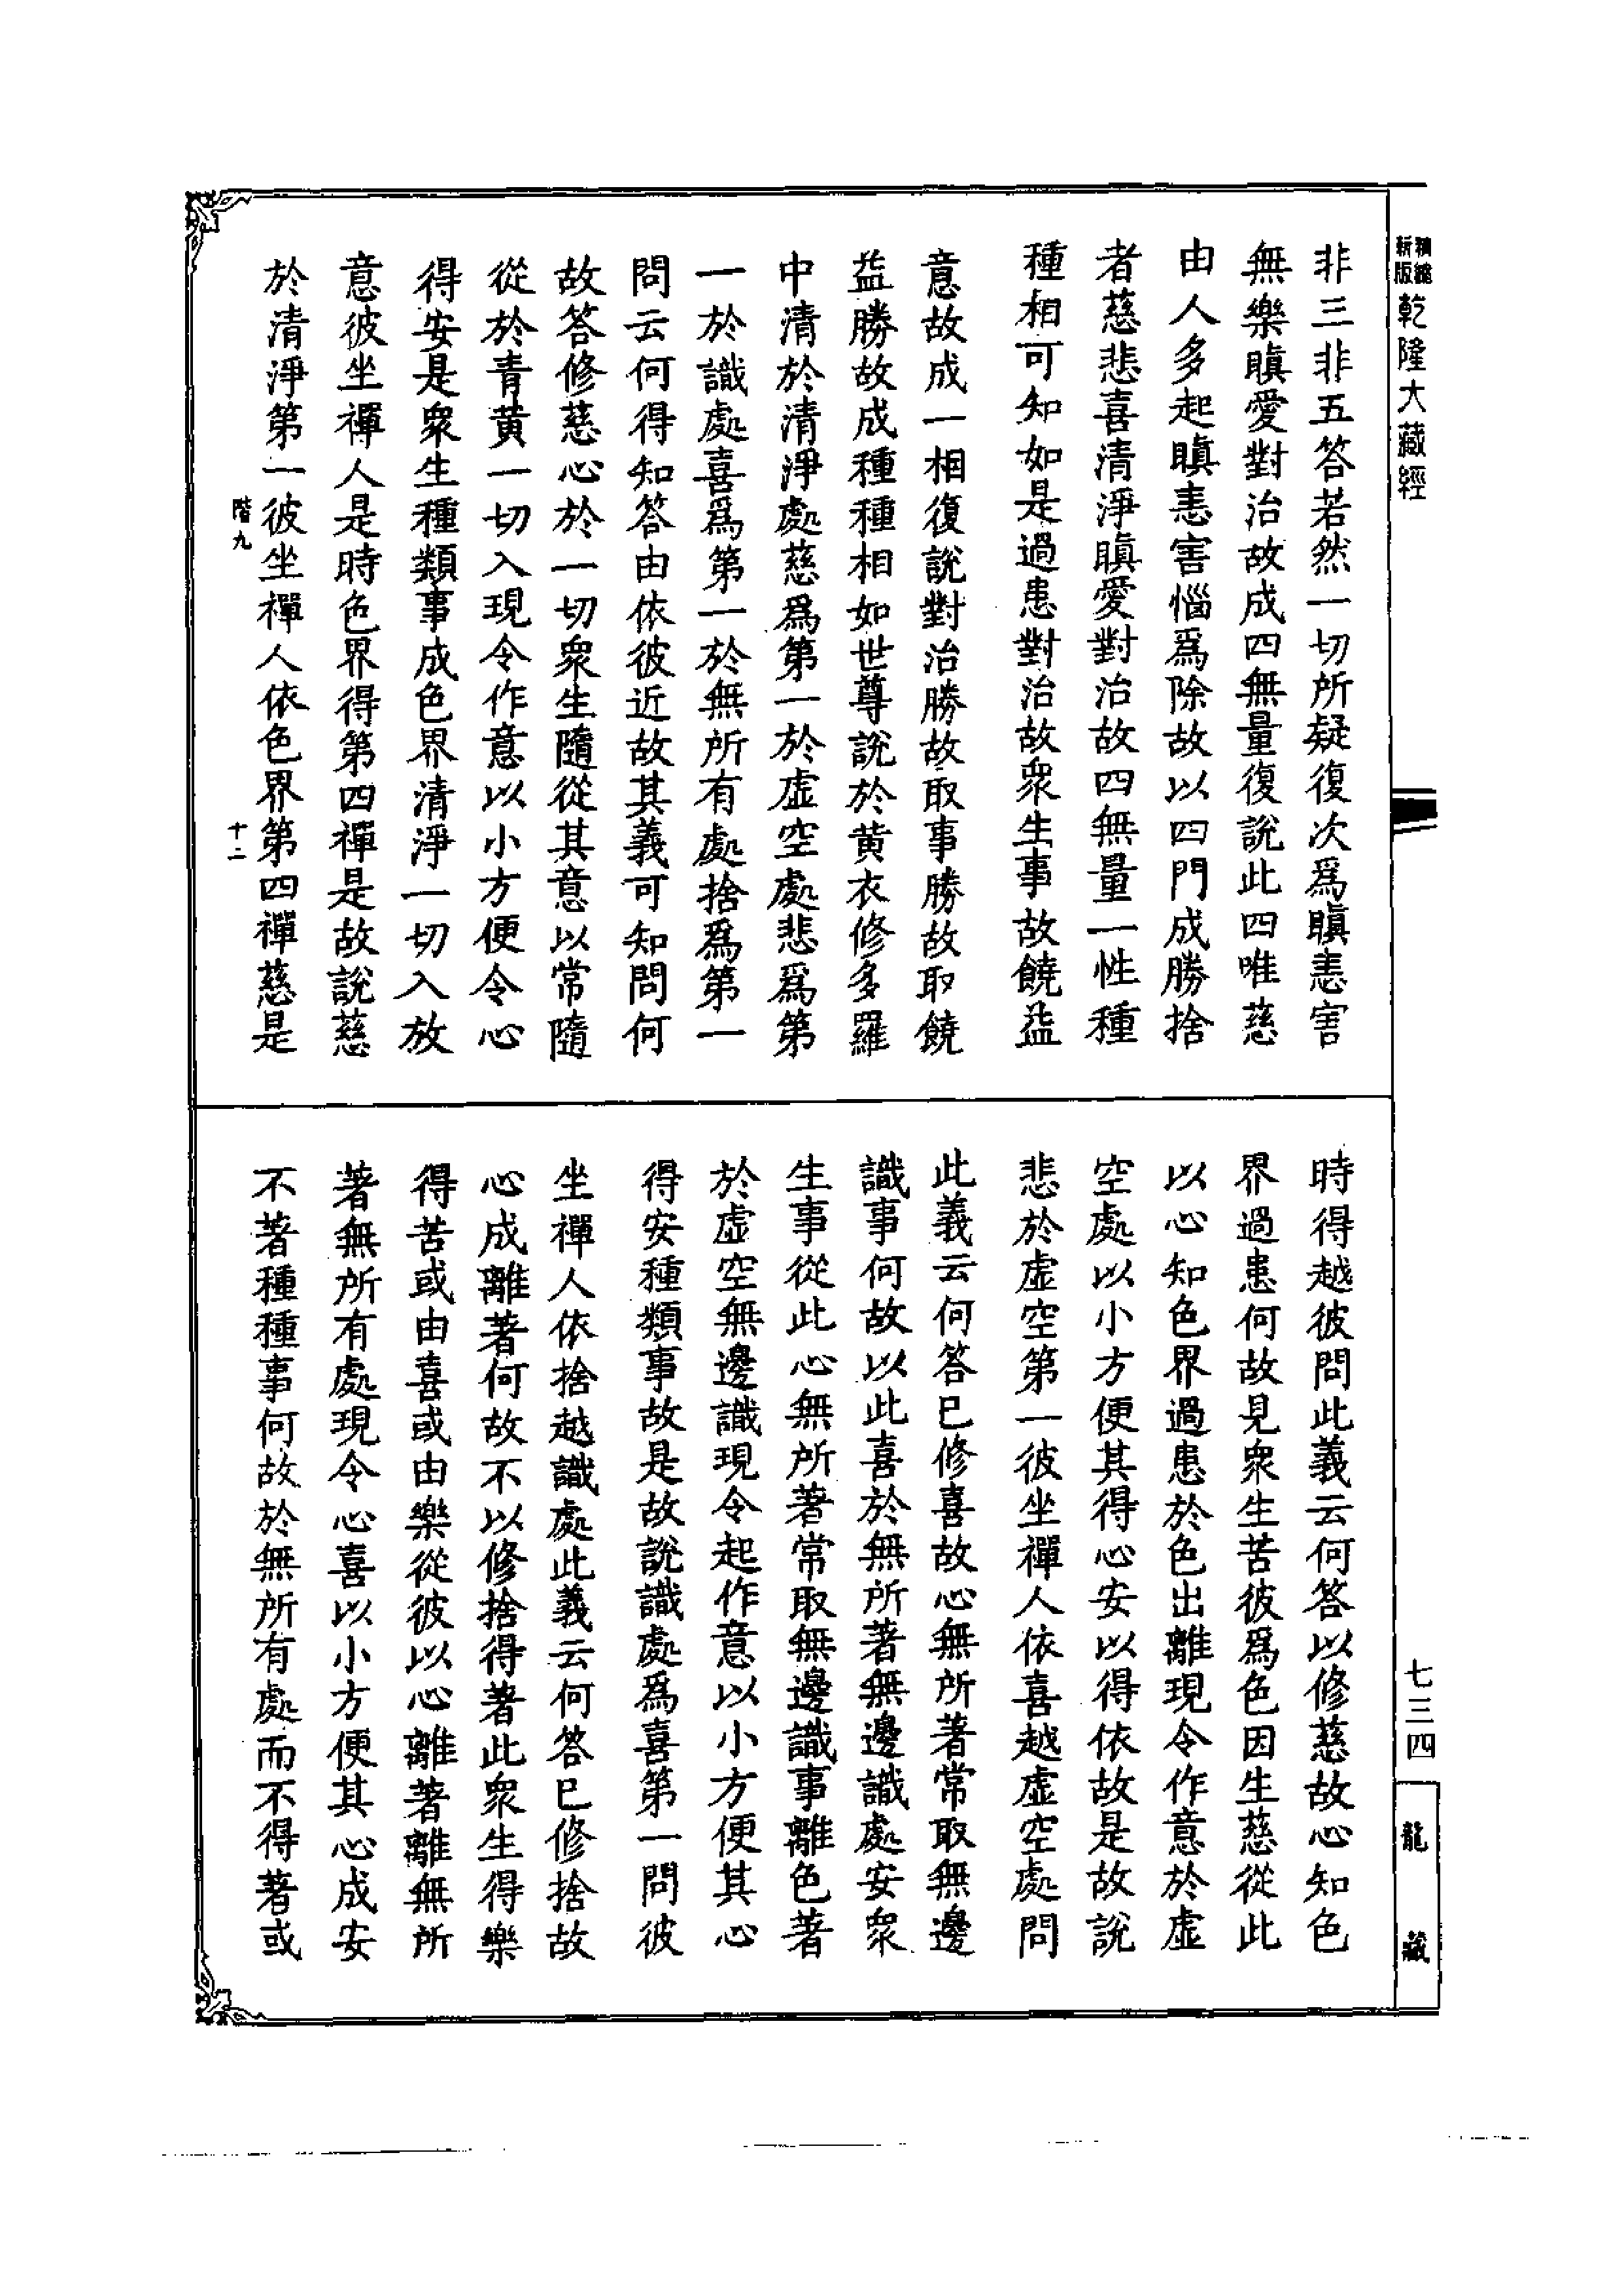 精縮
新版
乾隆大藏經
非三非五答若然一切所疑復次爲瞋恚害
無樂瞋愛對治故成四無量復說此四唯慈
由人多起瞋恚害惱爲除故以四門成勝捨
者慈悲喜清淨瞋愛對治故四無量一性種
種相可知如是過患對治故衆生事故饒益
意故成一相復說對治勝故取事勝故取饒
益勝故成種種相如世尊說於黄衣修多羅
中清於清淨處慈爲第一於虛空處悲爲第
一於識處喜爲第一於無所有處捨爲第一
問云何得知答由依彼近故其義可知問何
故答修慈心於一切衆生隨從其意以常隨
從於青黄一切入現令作意以小方便令心
得安是衆生種類事成色界清淨一切入放
意彼坐禪人是時色界得第四禪是故說慈
於清淨第一彼坐禪人依色界第四禪慈是
階九
十二
時得越彼問此義云何答以修慈故心知色
界過患何故見衆生苦彼爲色因生慈從此
以心知色界過患於色出離現令作意於虛
空處以小方便其得心安以得依故是故說
悲於虛空第一彼坐禪人依喜越虛空處問
此義云何答巳修喜故心無所著常取無邊
識事何故以此喜於無所著無邊識處安衆
生事從此心無所著常取無邊識事離色著
於虛空無邊識現令起作意以小方便其心
得安種類事故是故說識處爲喜第一問彼
坐禪人依捨越識處此義云何答巳修捨故
心成離著何故不以修捨得著此衆生得樂
得苦或由喜或由樂從彼以心離著離無所
著無所有處現令心喜以小方便其心成安
不著種種事何故於無所有處而不得著或
七三四
龍藏